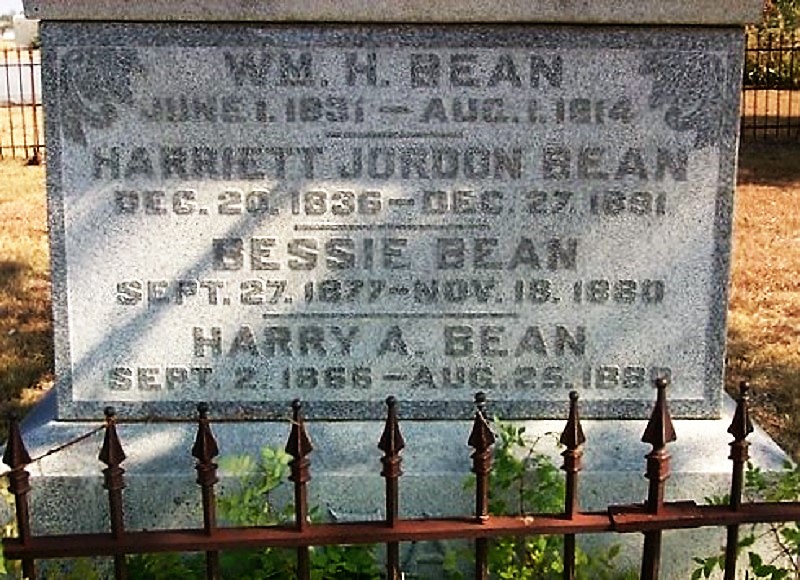 WM. H. BEAN
JUNE 1. 1831 — AUG. 1. 1914
HARRIETT JORDON BEAN
DEC. 20. 1836 — DEC. 27. 1891
BESSIE BEAN
SEPT. 27. 1877 — NOV. 18. 1880
HARRY A. BEAN
SEPT. 2. 1866 — AUG. 25.